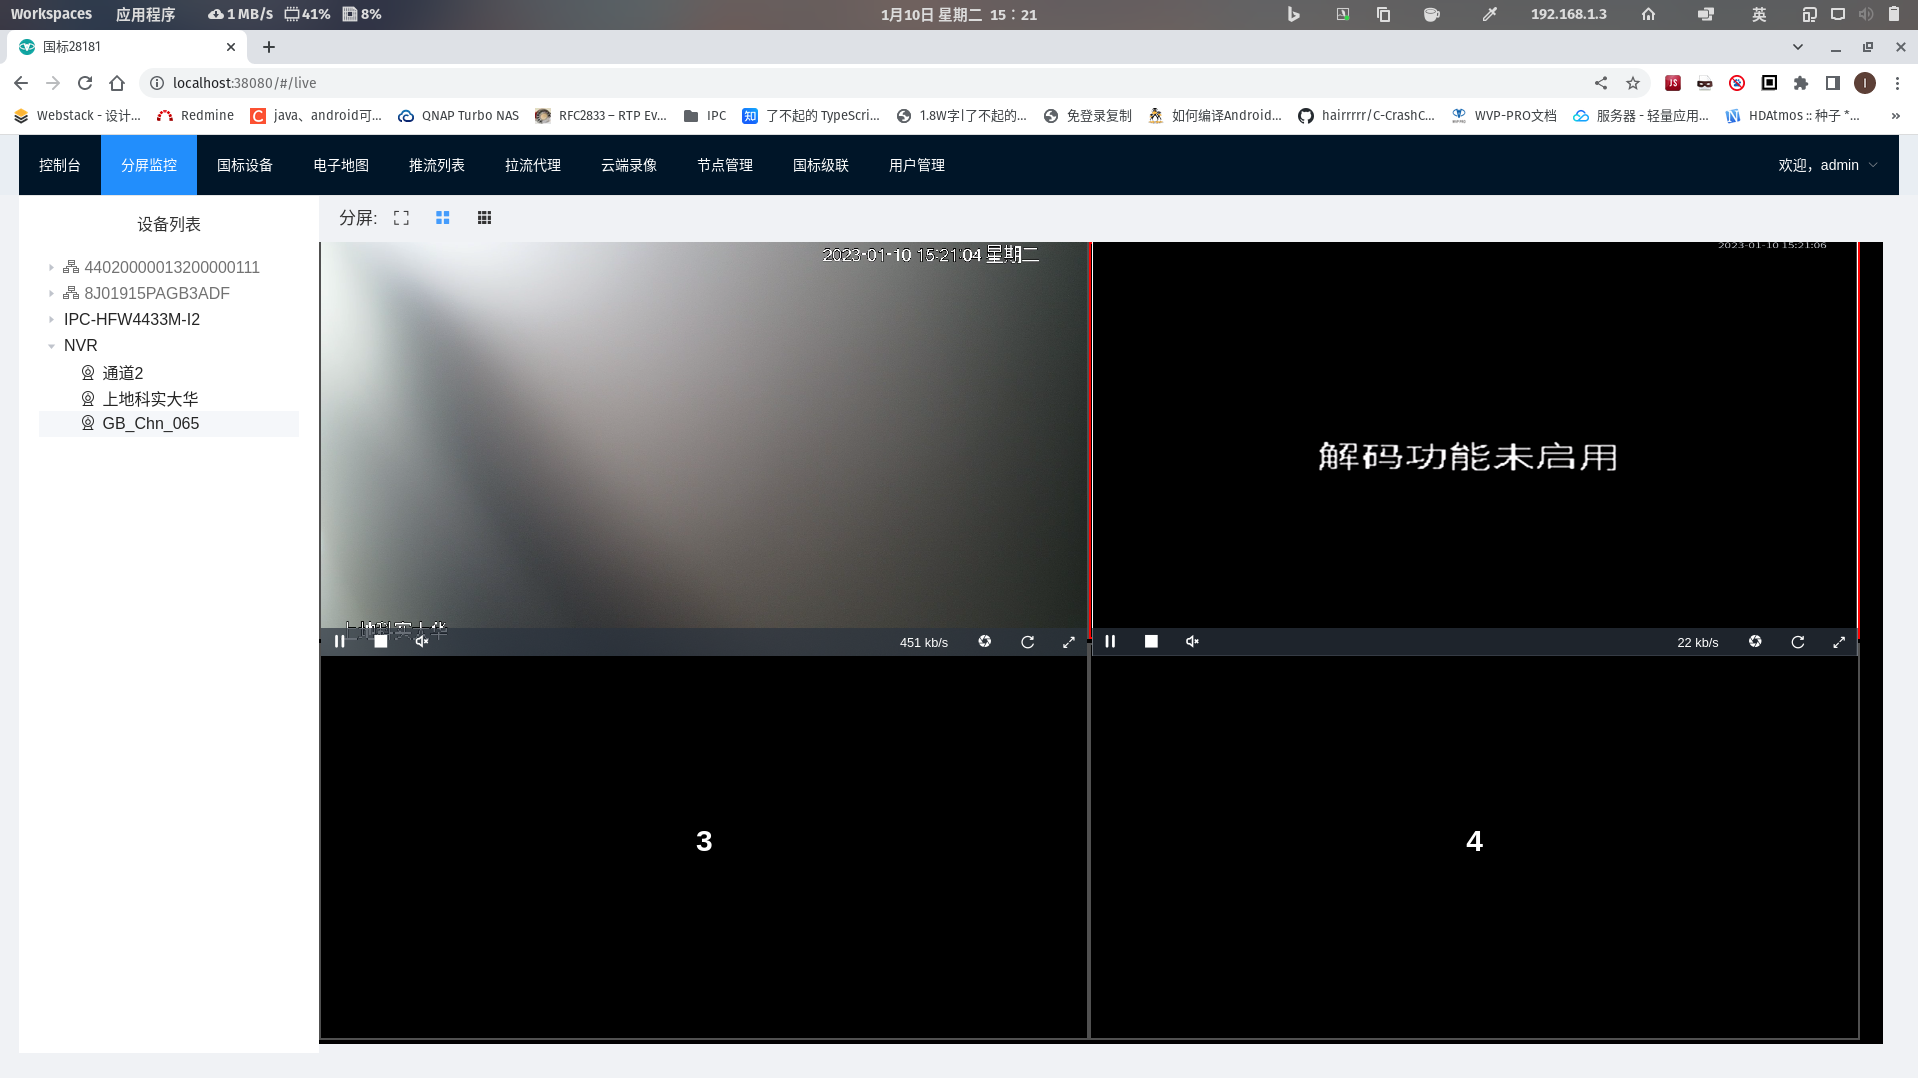 Workspaces 应用程序 1 MB/s 41% 8% 1月10日 星期二 15：21 192.168.1.3 英
国标28181
localhost:38080/#/live
Webstack - 设计... Redmine java、android可... QNAP Turbo NAS RFC2833 – RTP Ev... IPC 了不起的 TypeScri... 1.8W字|了不起的... 免登录复制 如何编译Android... hairrrrr/C-CrashC... WVP-PRO文档 服务器 - 轻量应用... HDAtmos :: 种子 *... »
控制台 分屏监控 国标设备 电子地图 推流列表 拉流代理 云端录像 节点管理 国标级联 用户管理 欢迎，admin
设备列表
分屏:
44020000013200000111
8J01915PAGB3ADF
IPC-HFW4433M-I2
NVR
通道2
上地科实大华
GB_Chn_065
2023-01-10 15:21:04 星期二
上地科实大华
451 kb/s
2023-01-10 15:21:06
解码功能未启用
22 kb/s
3
4